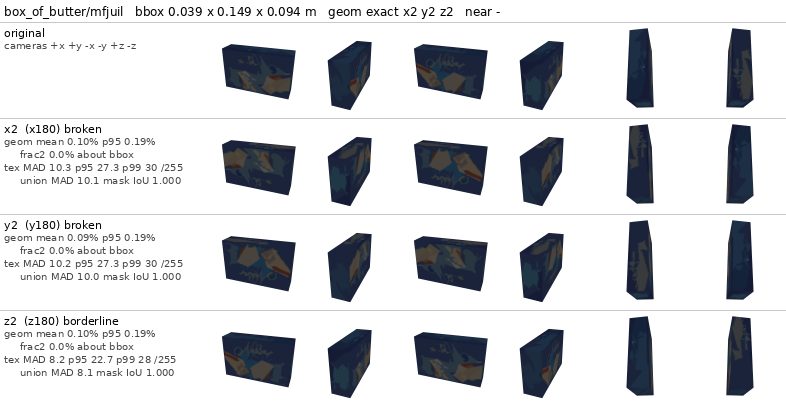 box_of_butter/mfjuil   bbox 0.039 x 0.149 x 0.094 m   geom exact x2 y2 z2   near -
original
cameras +x +y -x -y +z -z
x2  (x180) broken
geom mean 0.10% p95 0.19%
frac2 0.0% about bbox
tex MAD 10.3 p95 27.3 p99 30 /255
union MAD 10.1 mask IoU 1.000
y2  (y180) broken
geom mean 0.09% p95 0.19%
frac2 0.0% about bbox
tex MAD 10.2 p95 27.3 p99 30 /255
union MAD 10.0 mask IoU 1.000
z2  (z180) borderline
geom mean 0.10% p95 0.19%
frac2 0.0% about bbox
tex MAD 8.2 p95 22.7 p99 28 /255
union MAD 8.1 mask IoU 1.000